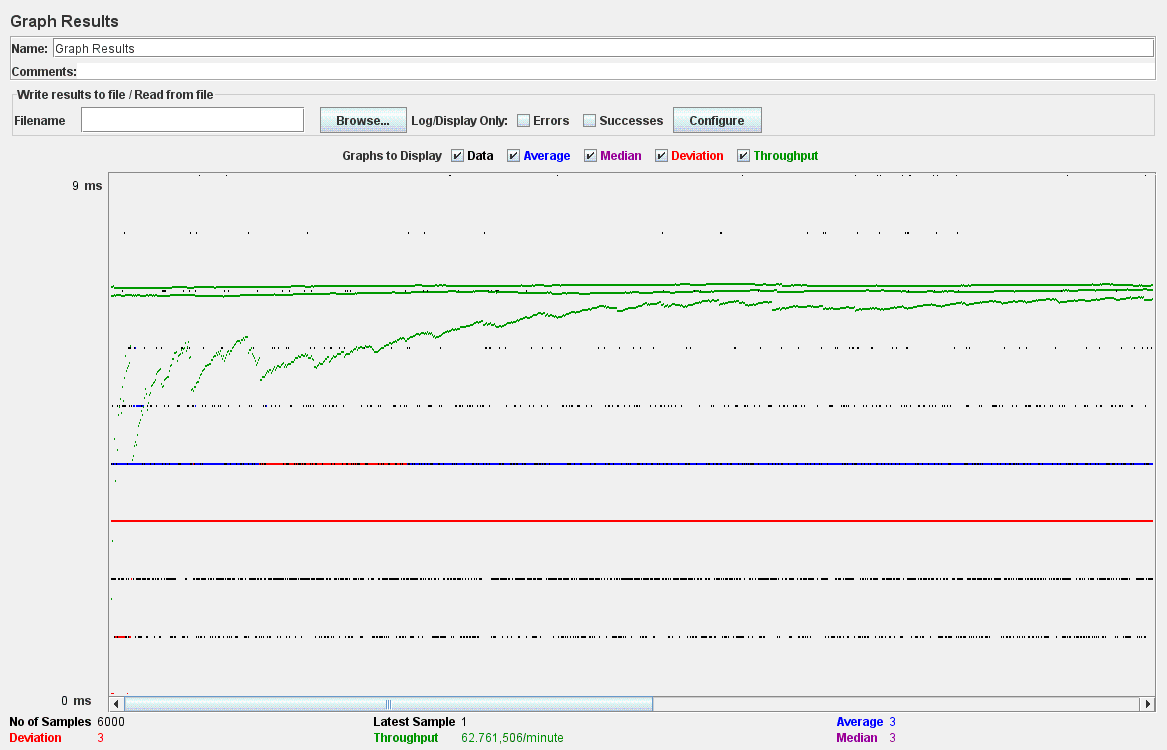 Graph Results
Name: Graph Results
Comments:
Write results to file / Read from file
Filename Browse... Log/Display Only: Errors Successes Configure
Graphs to Display Data Average Median Deviation Throughput
9 ms
0 ms
No of Samples 6000 Latest Sample 1 Average 3
Deviation 3 Throughput 62.761,506/minute Median 3